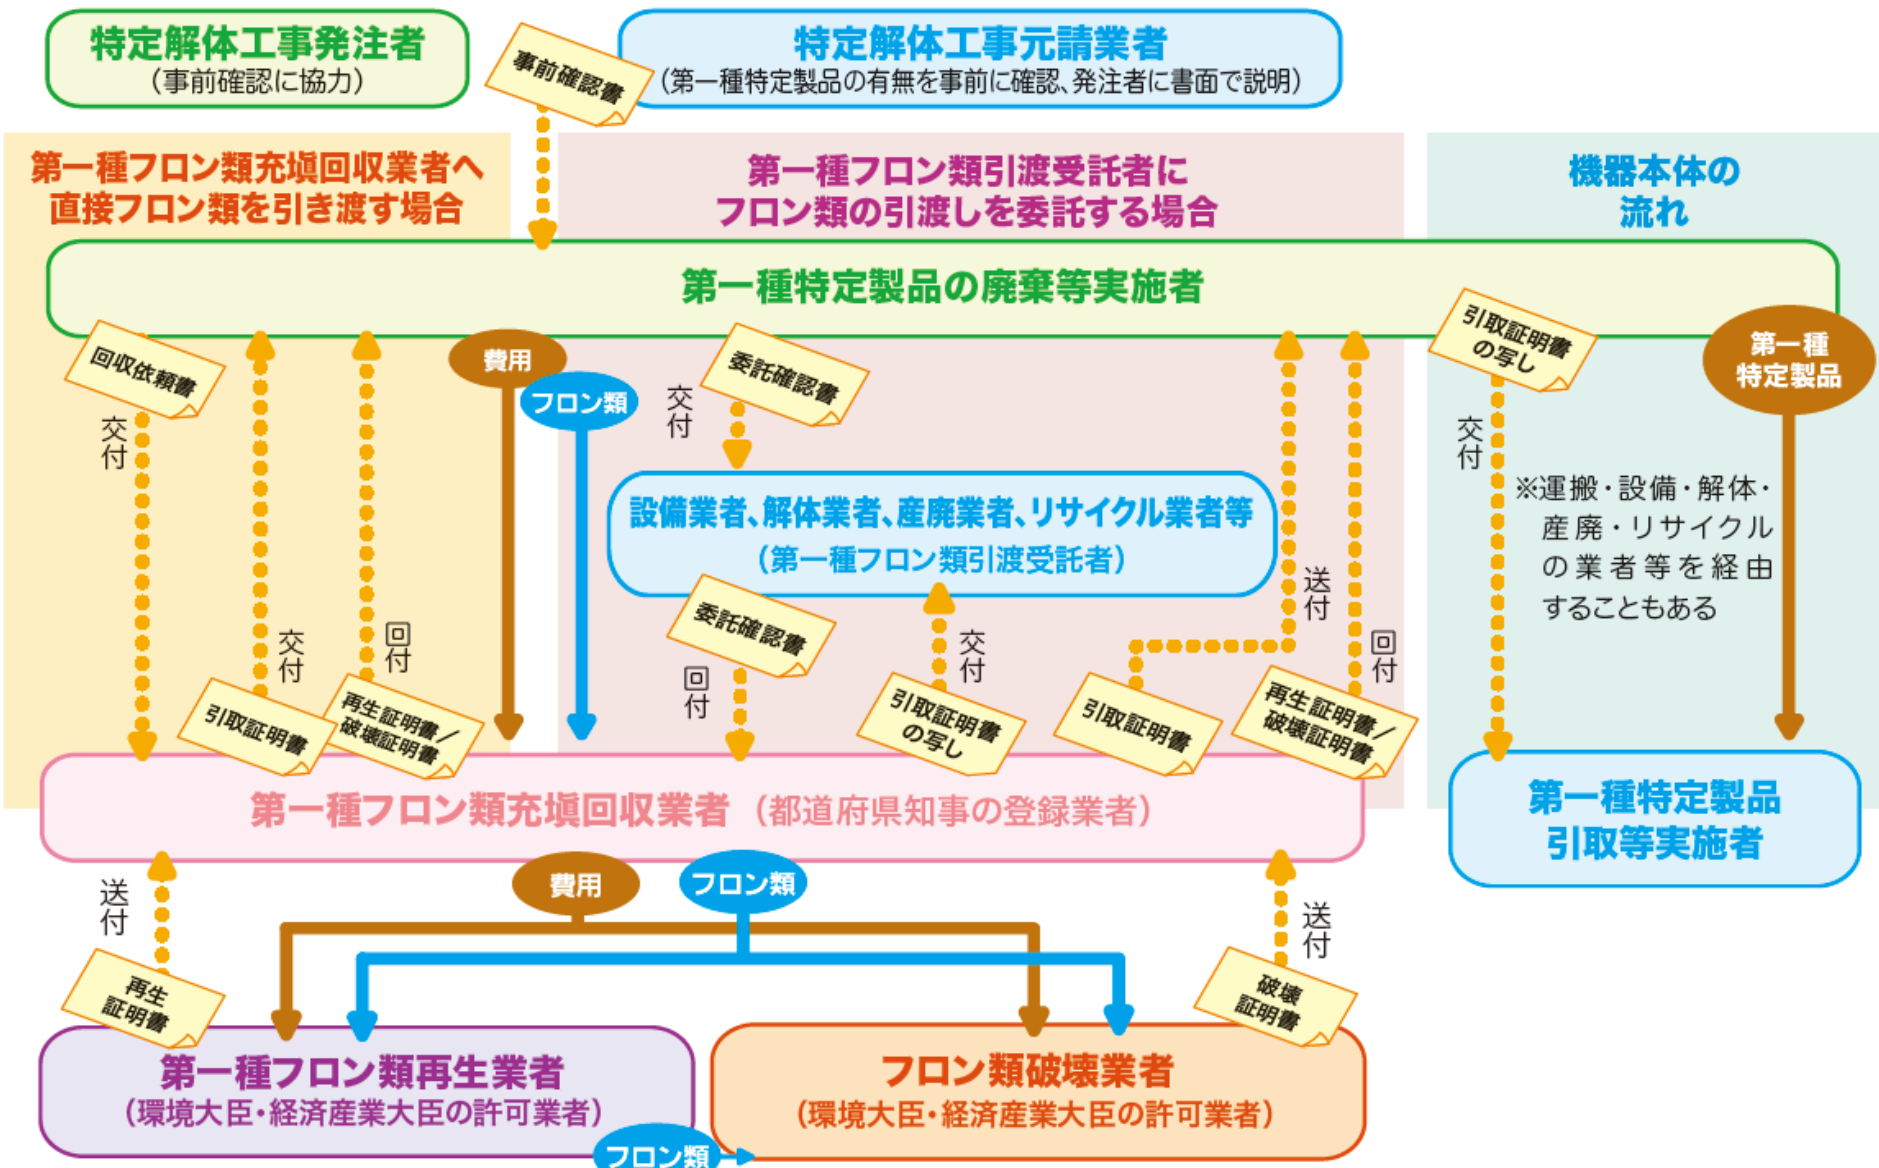 特定解体工事発注者
（事前確認に協力）
事前確認書
特定解体工事元請業者
（第一種特定製品の有無を事前に確認、発注者に書面で説明）
第一種フロン類充塡回収業者へ
直接フロン類を引き渡す場合
第一種フロン類引渡受託者に
フロン類の引渡しを委託する場合
機器本体の
流れ
第一種特定製品の廃棄等実施者
回収依頼書
交付
引取証明書
交付
再生証明書／
破壊証明書
回付
費用
フロン類
委託確認書
交付
設備業者、解体業者、産廃業者、リサイクル業者等
（第一種フロン類引渡受託者）
委託確認書
回付
引取証明書
の写し
交付
引取証明書
送付
再生証明書／
破壊証明書
回付
引取証明書
の写し
交付
第一種
特定製品
※運搬・設備・解体・
産廃・リサイクル
の業者等を経由
することもある
第一種フロン類充塡回収業者（都道府県知事の登録業者）
第一種特定製品
引取等実施者
送付
再生
証明書
費用
フロン類
送付
破壊
証明書
第一種フロン類再生業者
（環境大臣・経済産業大臣の許可業者）
フロン類破壊業者
（環境大臣・経済産業大臣の許可業者）
フロン類